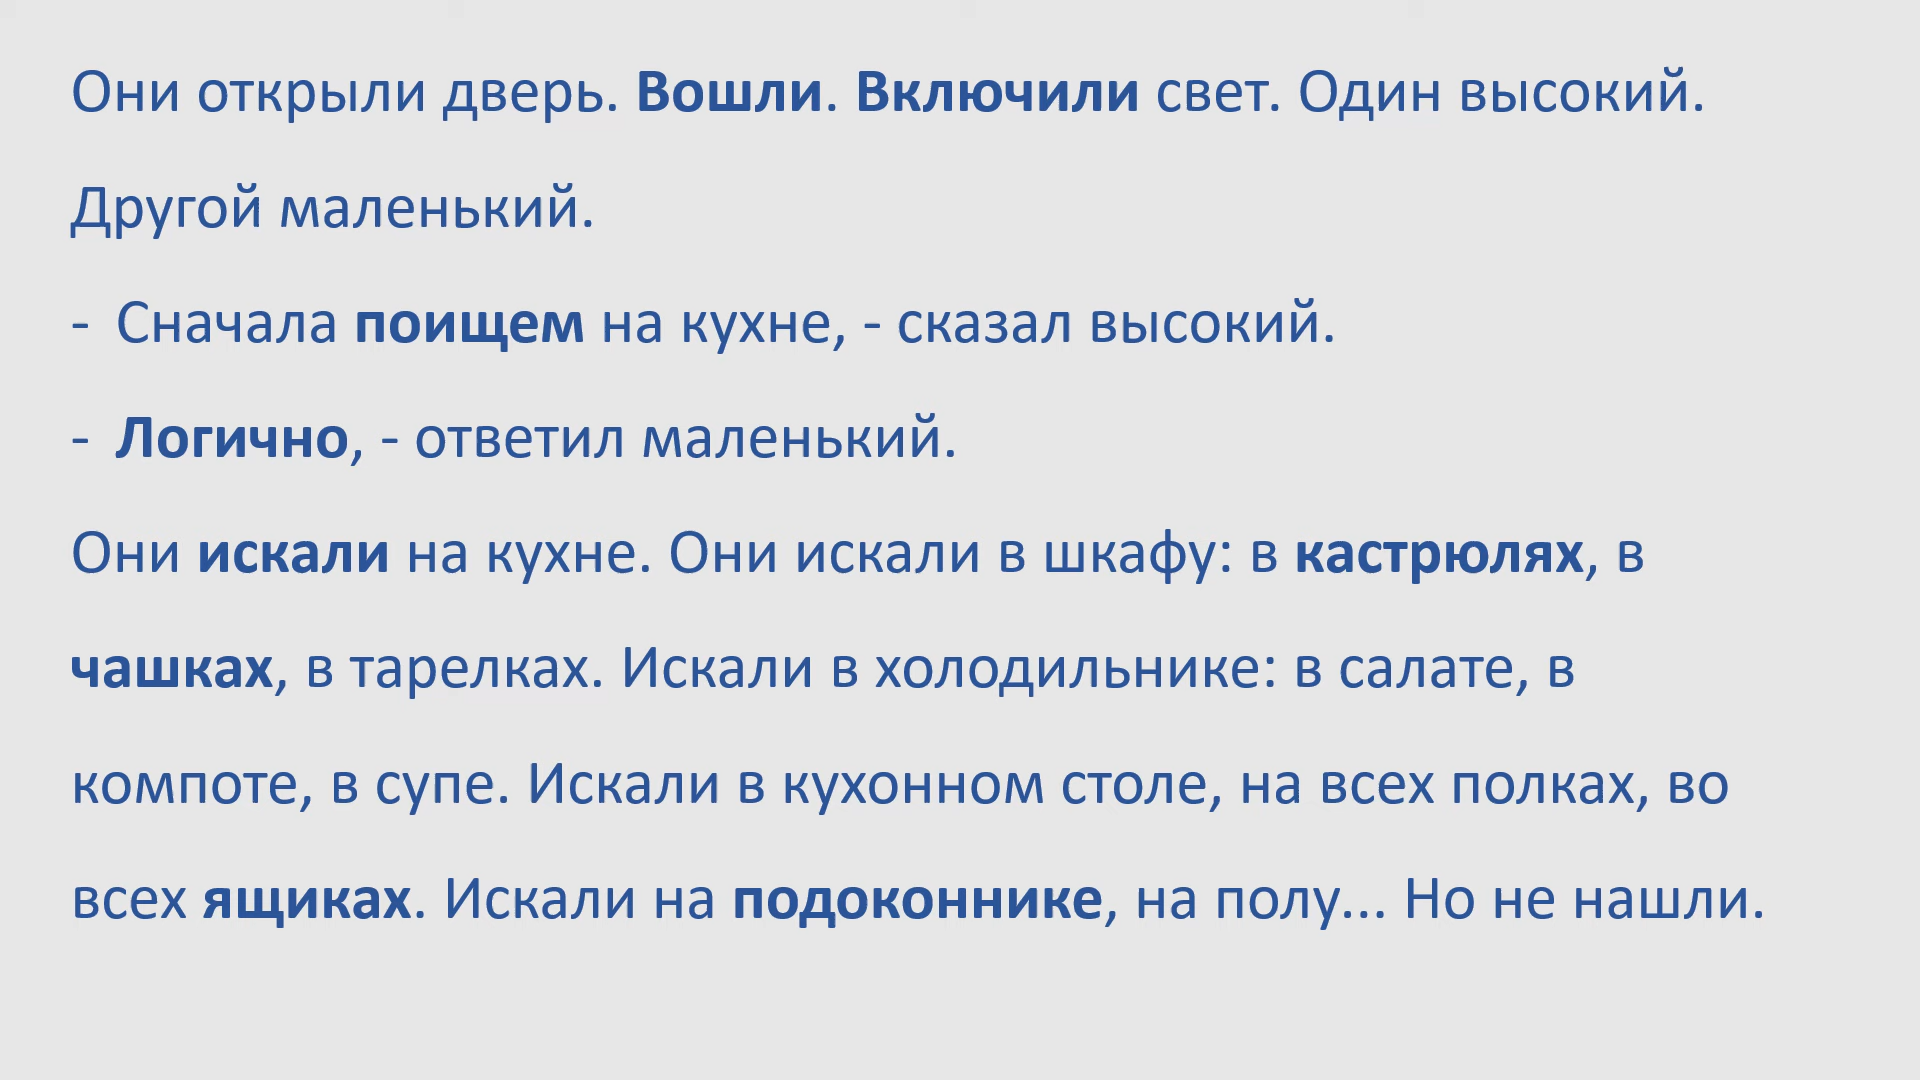 Они открыли дверь. Вошли. Включили свет. Один высокий.
Другой маленький.
- Сначала поищем на кухне, - сказал высокий.
- Логично, - ответил маленький.
Они искали на кухне. Они искали в шкафу: в кастрюлях, в
чашках, в тарелках. Искали в холодильнике: в салате, в
компоте, в супе. Искали в кухонном столе, на всех полках, во
всех ящиках. Искали на подоконнике, на полу... Но не нашли.